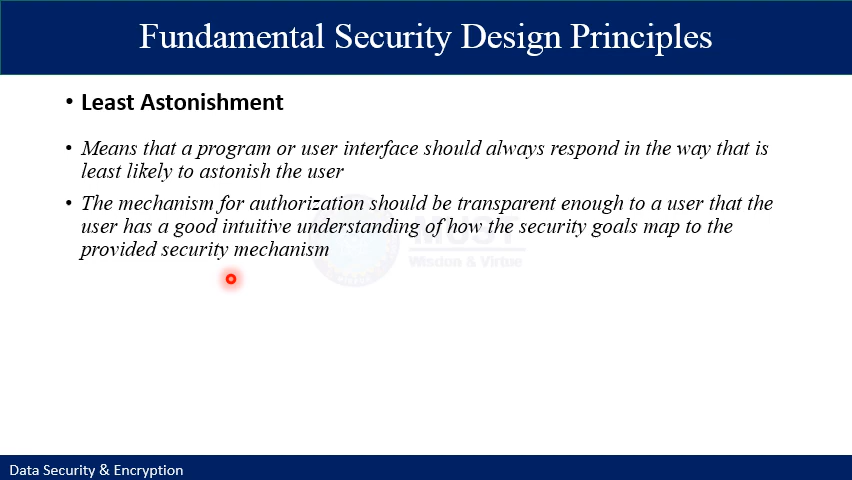 Fundamental Security Design Principles
• Least Astonishment
• Means that a program or user interface should always respond in the way that is
least likely to astonish the user
• The mechanism for authorization should be transparent enough to a user that the
user has a good intuitive understanding of how the security goals map to the
provided security mechanism
MUST
Wisdom & Virtue
Data Security & Encryption